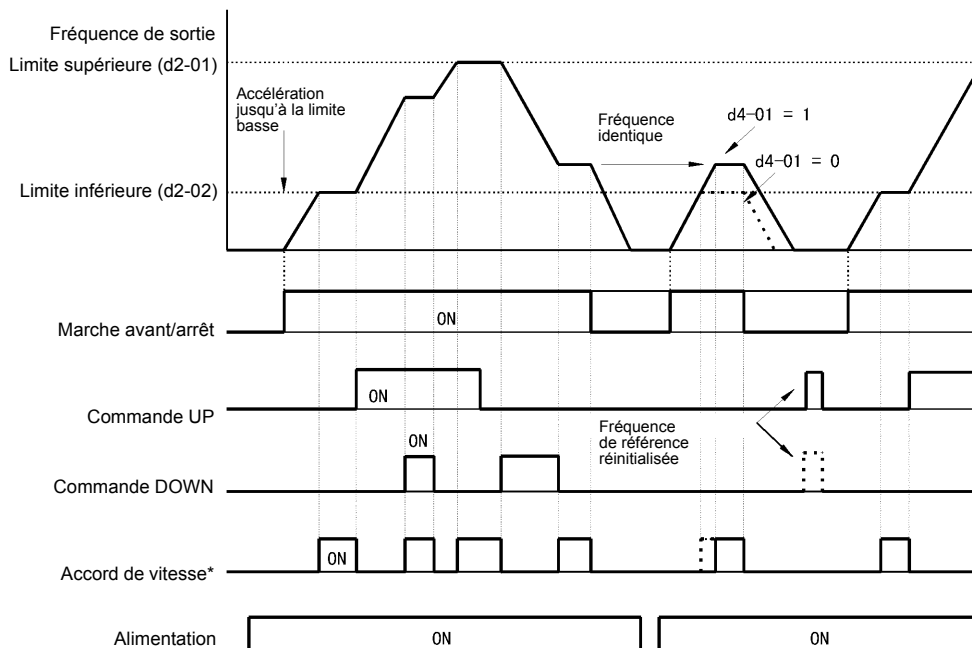 Fréquence de sortie
Limite supérieure (d2-01)
Accélération
jusqu'à la limite
basse
Fréquence
identique
d4-01 = 1
d4-01 = 0
Limite inférieure (d2-02)
Marche avant/arrêt
ON
Commande UP
ON
Fréquence
de référence
réinitialisée
ON
Commande DOWN
Accord de vitesse*
ON
Alimentation
ON
ON